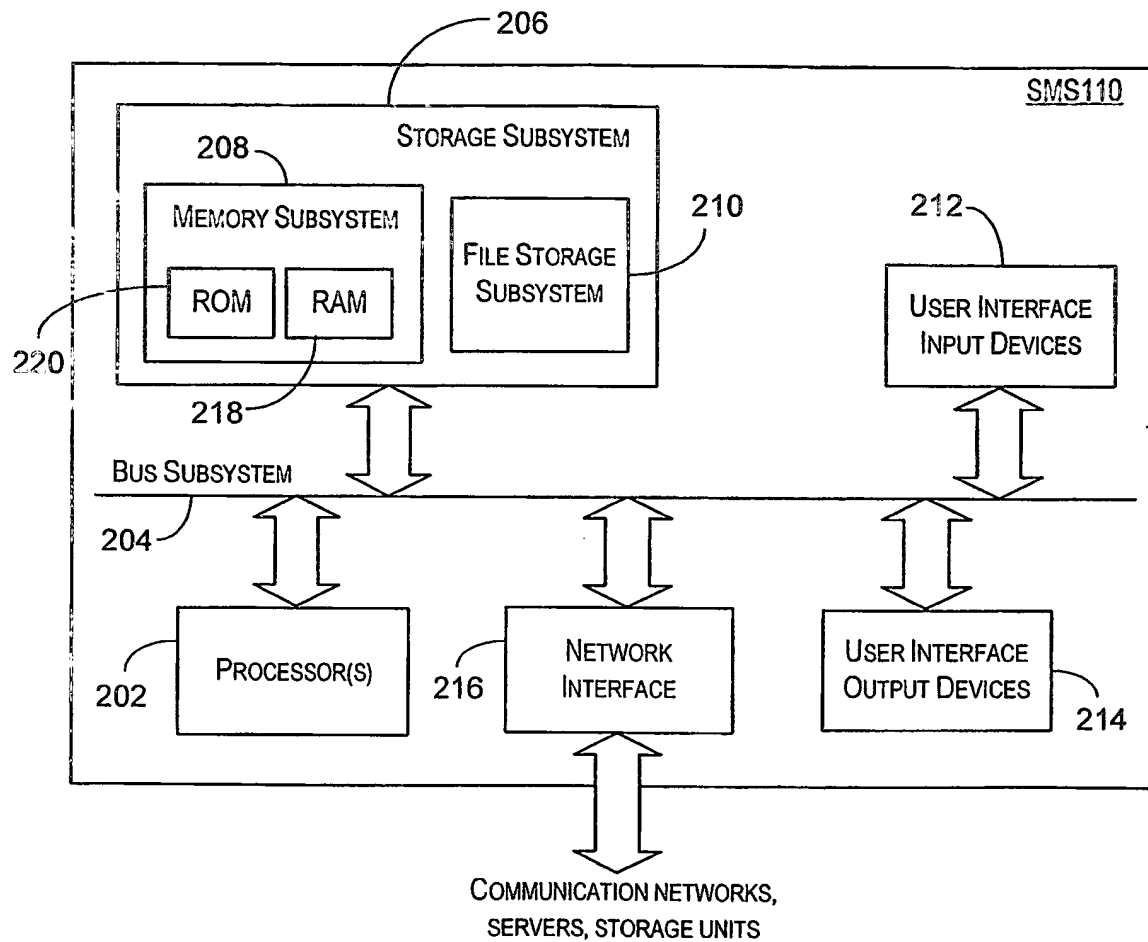 206
SMS110
STORAGE SUBSYSTEM
208
MEMORY SUBSYSTEM
ROM
RAM
220
218
FILE STORAGE
SUBSYSTEM
210
212
USER INTERFACE
INPUT DEVICES
BUS SUBSYSTEM
204
PROCESSOR(S)
202
NETWORK
INTERFACE
216
USER INTERFACE
OUTPUT DEVICES
214
COMMUNICATION NETWORKS,
SERVERS, STORAGE UNITS